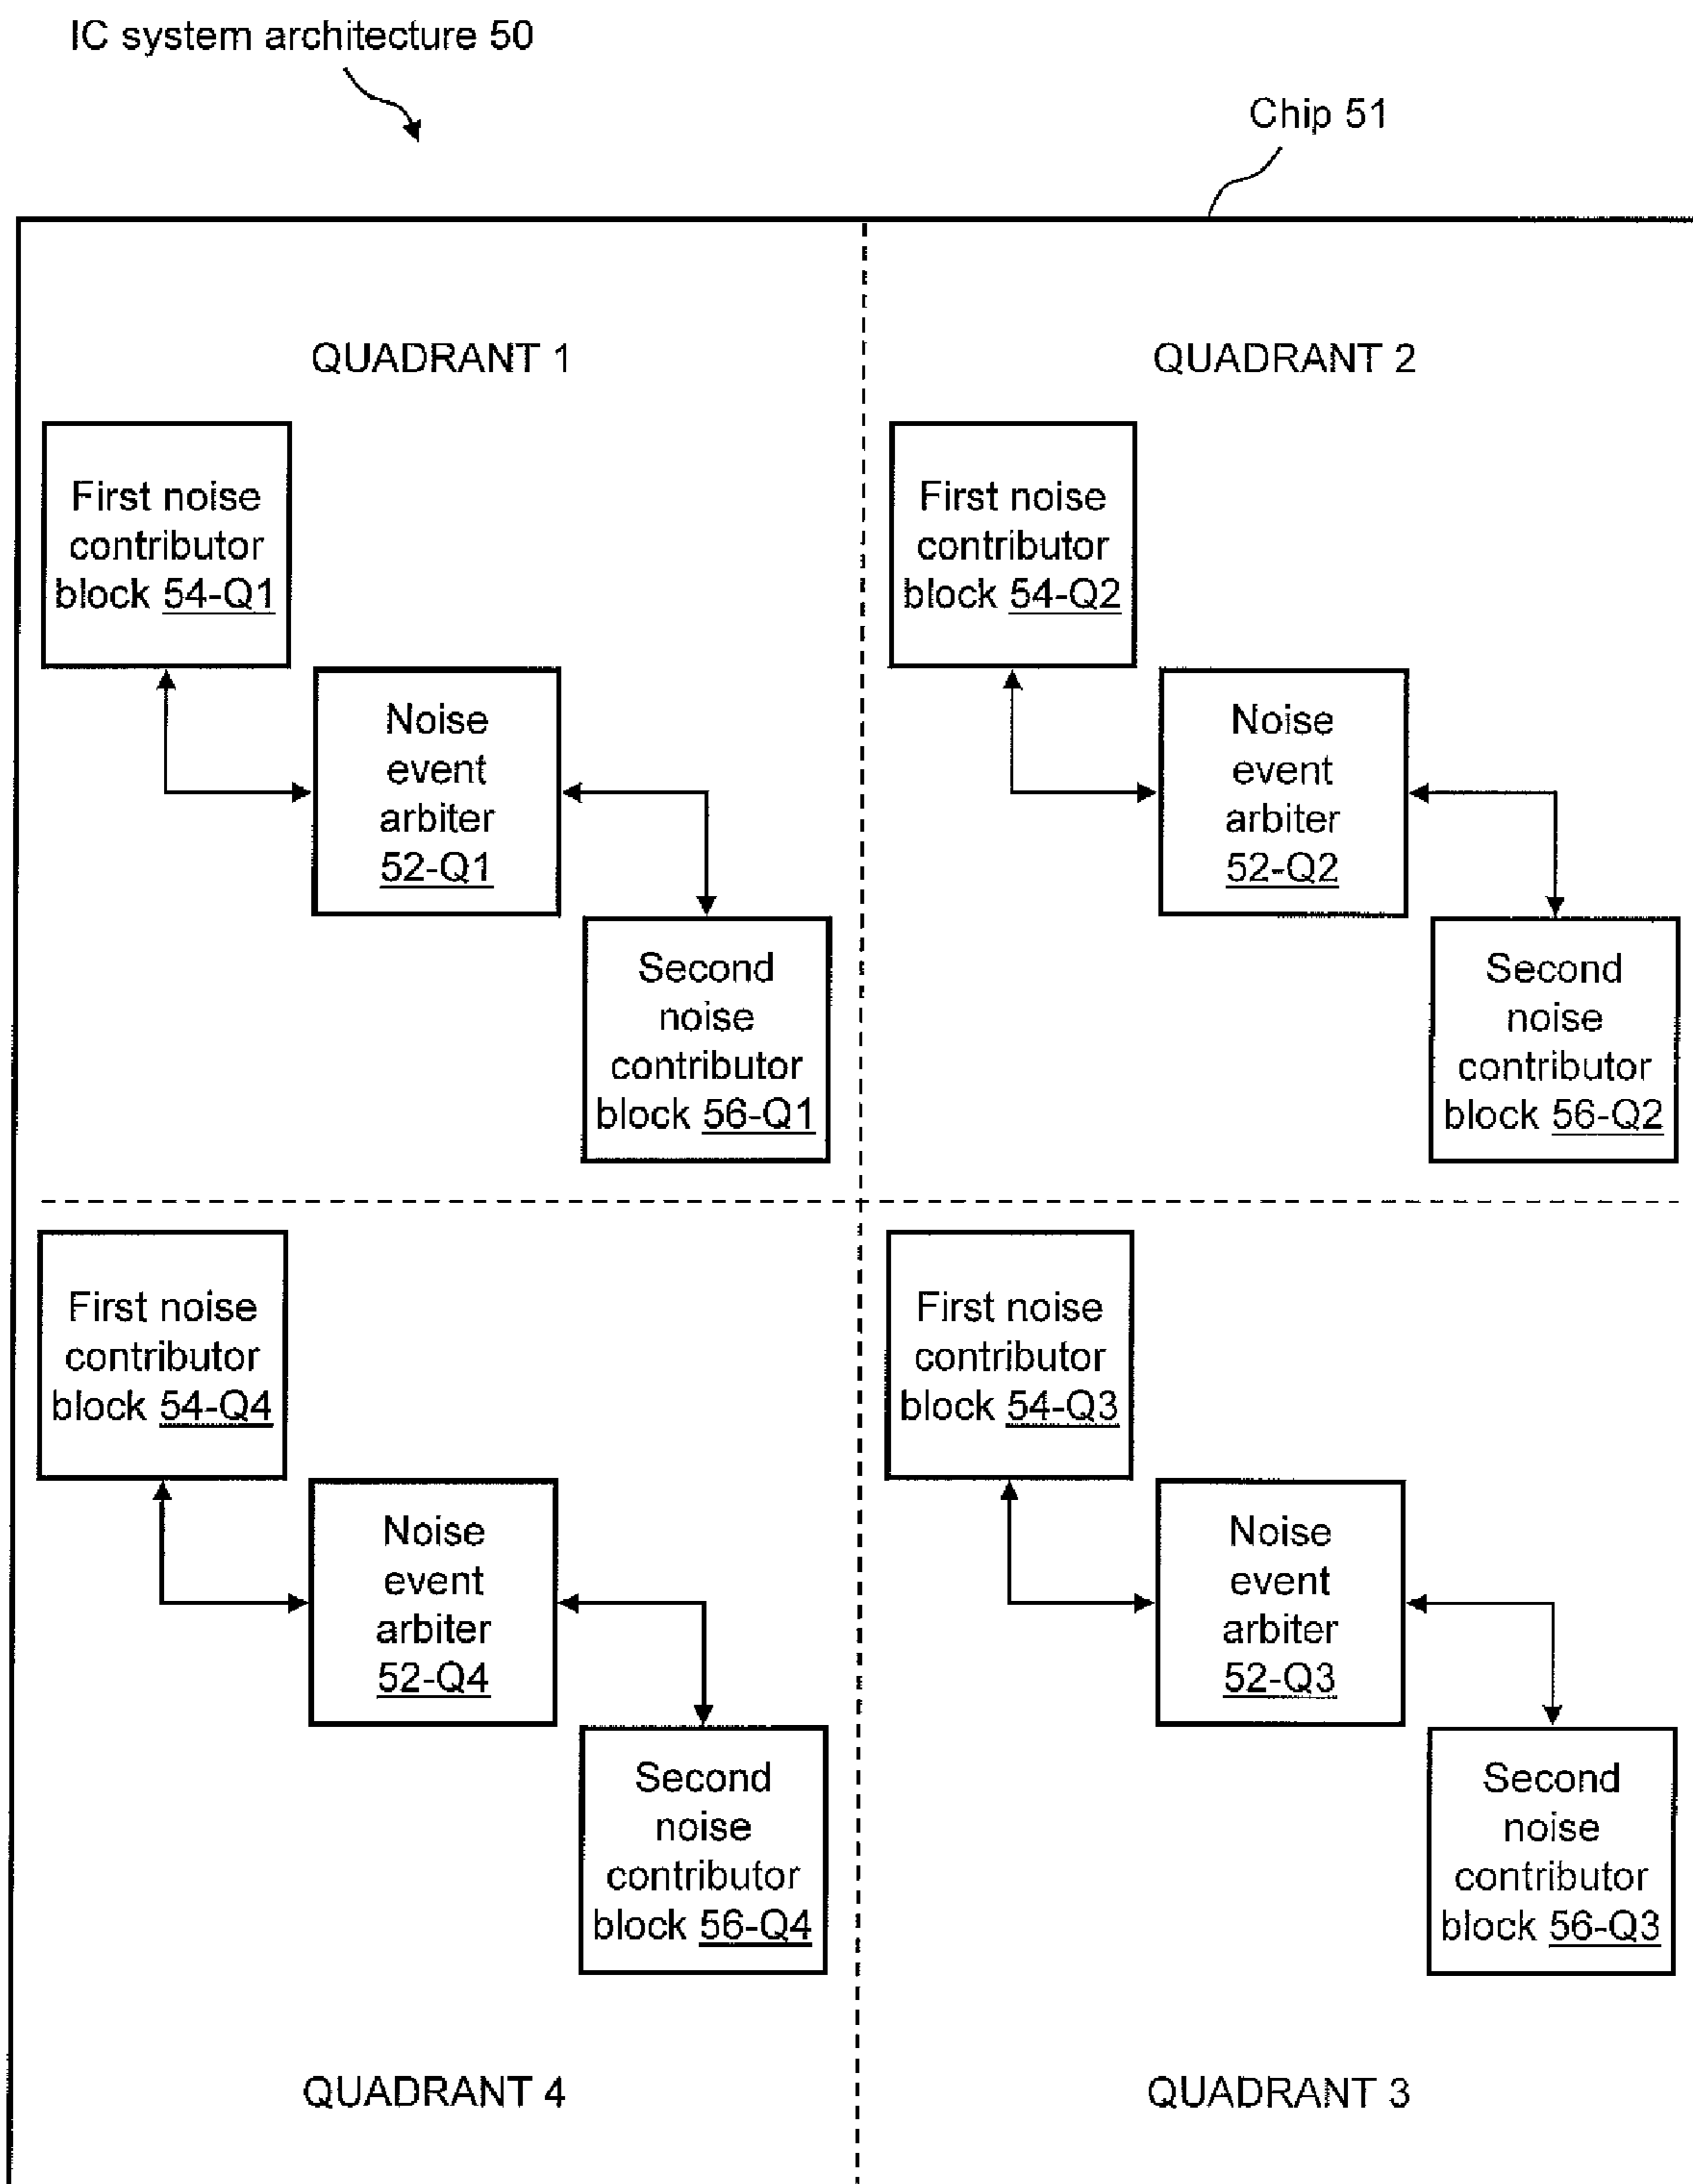 IC system architecture 50
Chip 51
QUADRANT 1
QUADRANT 2
First noise
contributor
block 54-Q1
Noise
event
arbiter
52-Q1
Second
noise
contributor
block 56-Q1
First noise
contributor
block 54-Q2
Noise
event
arbiter
52-Q2
Second
noise
contributor
block 56-Q2
First noise
contributor
block 54-Q4
Noise
event
arbiter
52-Q4
Second
noise
contributor
block 56-Q4
First noise
contributor
block 54-Q3
Noise
event
arbiter
52-Q3
Second
noise
contributor
block 56-Q3
QUADRANT 4
QUADRANT 3